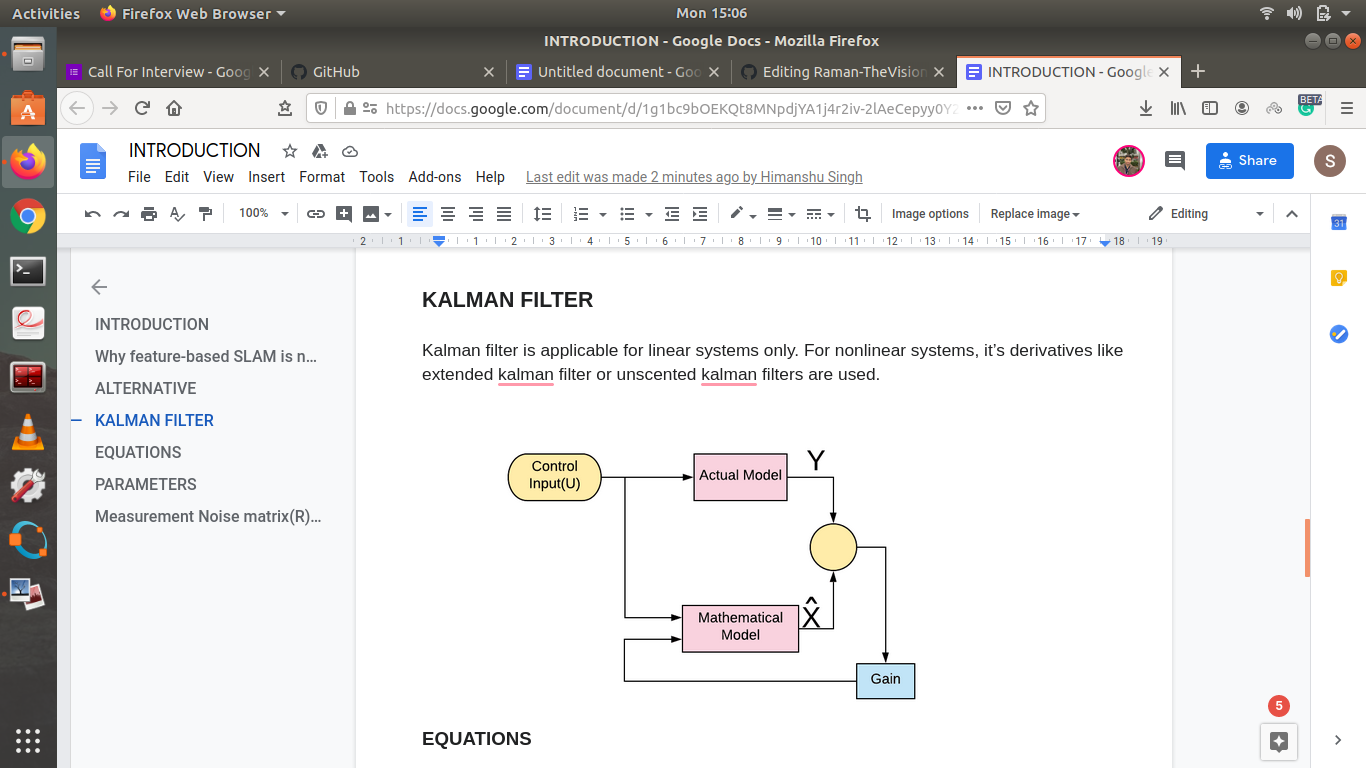 Activities Firefox Web Browser Mon 15:06
INTRODUCTION - Google Docs - Mozilla Firefox
Call For Interview - Goog GitHub Untitled document - Goo Editing Raman-TheVision INTRODUCTION - Google
https://docs.google.com/document/d/1g1bc9bOEKQt8MNpdjYA1j4r2iv-2lAeCepyy0Y2 BETA
INTRODUCTION
Share S
File Edit View Insert Format Tools Add-ons Help Last edit was made 2 minutes ago by Himanshu Singh
100% Image options Replace image Editing
2 1 1 2 3 4 5 6 7 8 9 10 11 12 13 14 15 16 17 18 19
31
INTRODUCTION
Why feature-based SLAM is n...
ALTERNATIVE
KALMAN FILTER
EQUATIONS
PARAMETERS
Measurement Noise matrix(R)...
KALMAN FILTER
Kalman filter is applicable for linear systems only. For nonlinear systems, it’s derivatives like
extended kalman filter or unscented kalman filters are used.
Control
Input(U)
Actual Model
Y
X̂
Mathematical
Model
Gain
EQUATIONS
5